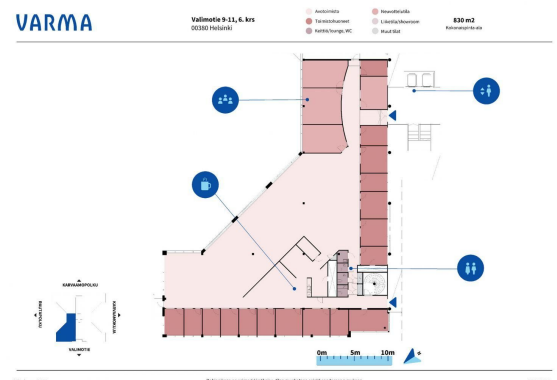 VARMA
Valimotie 9-11, 6. krs
00380 Helsinki
Avotoimisto
Toimistohuoneet
Keittiö/lounge, WC
Neuvottelutila
Liiketila/showroom
Muut tilat
830 m2
Kokonaispinta-ala
KARVAAMOPOLKU
VALIMOTIE
0m 5m 10m